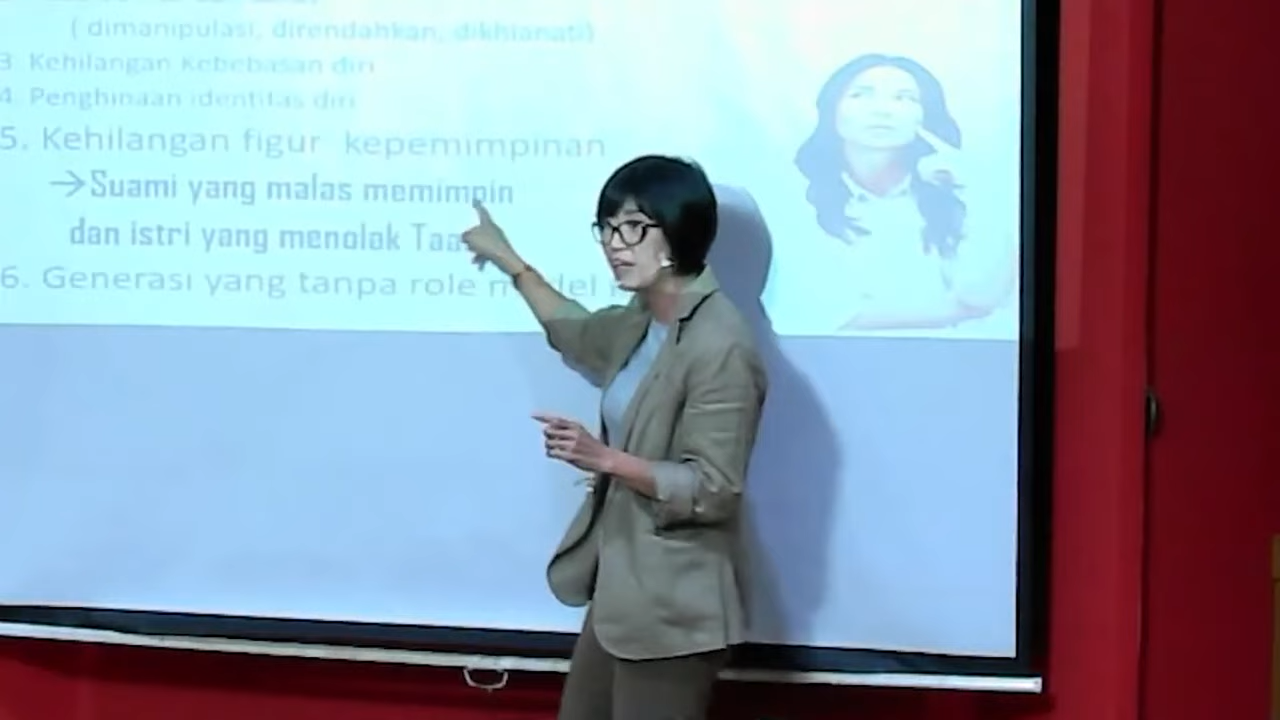 ( dimanipulasi, direndahkan, dikhianati)
3. Kehilangan kebebasan diri
4. Penghinaan identitas diri
5. Kehilangan figur kepemimpinan
→Suami yang malas memimpin
dan istri yang menolak
6. Generasi yang tanpa role